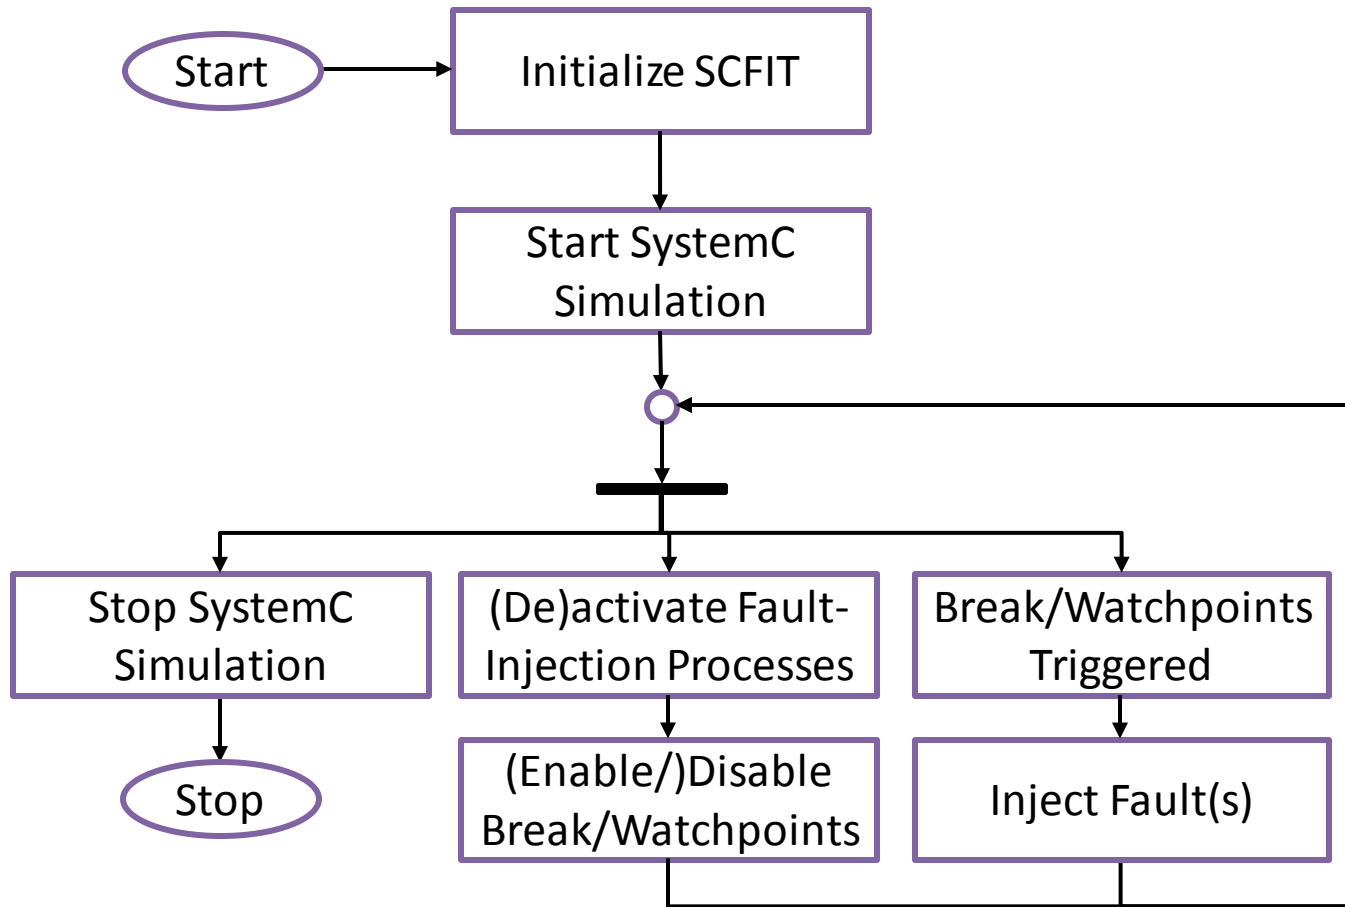 Start
Initialize SCFIT
Start SystemC
Simulation
Stop SystemC
Simulation
(De)activate Fault-
Injection Processes
Break/Watchpoints
Triggered
Stop
(Enable/)Disable
Break/Watchpoints
Inject Fault(s)